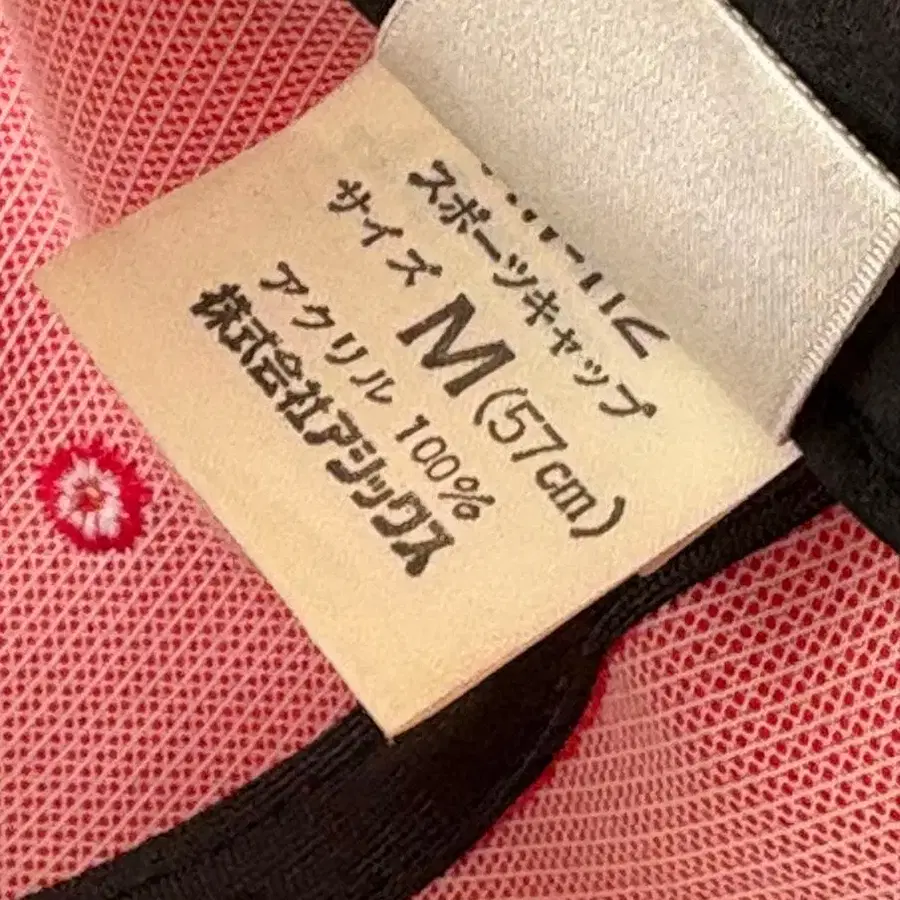 スポーツキャップ
サイズ M (57cm)
アクリル 100%
株式会社アシックス